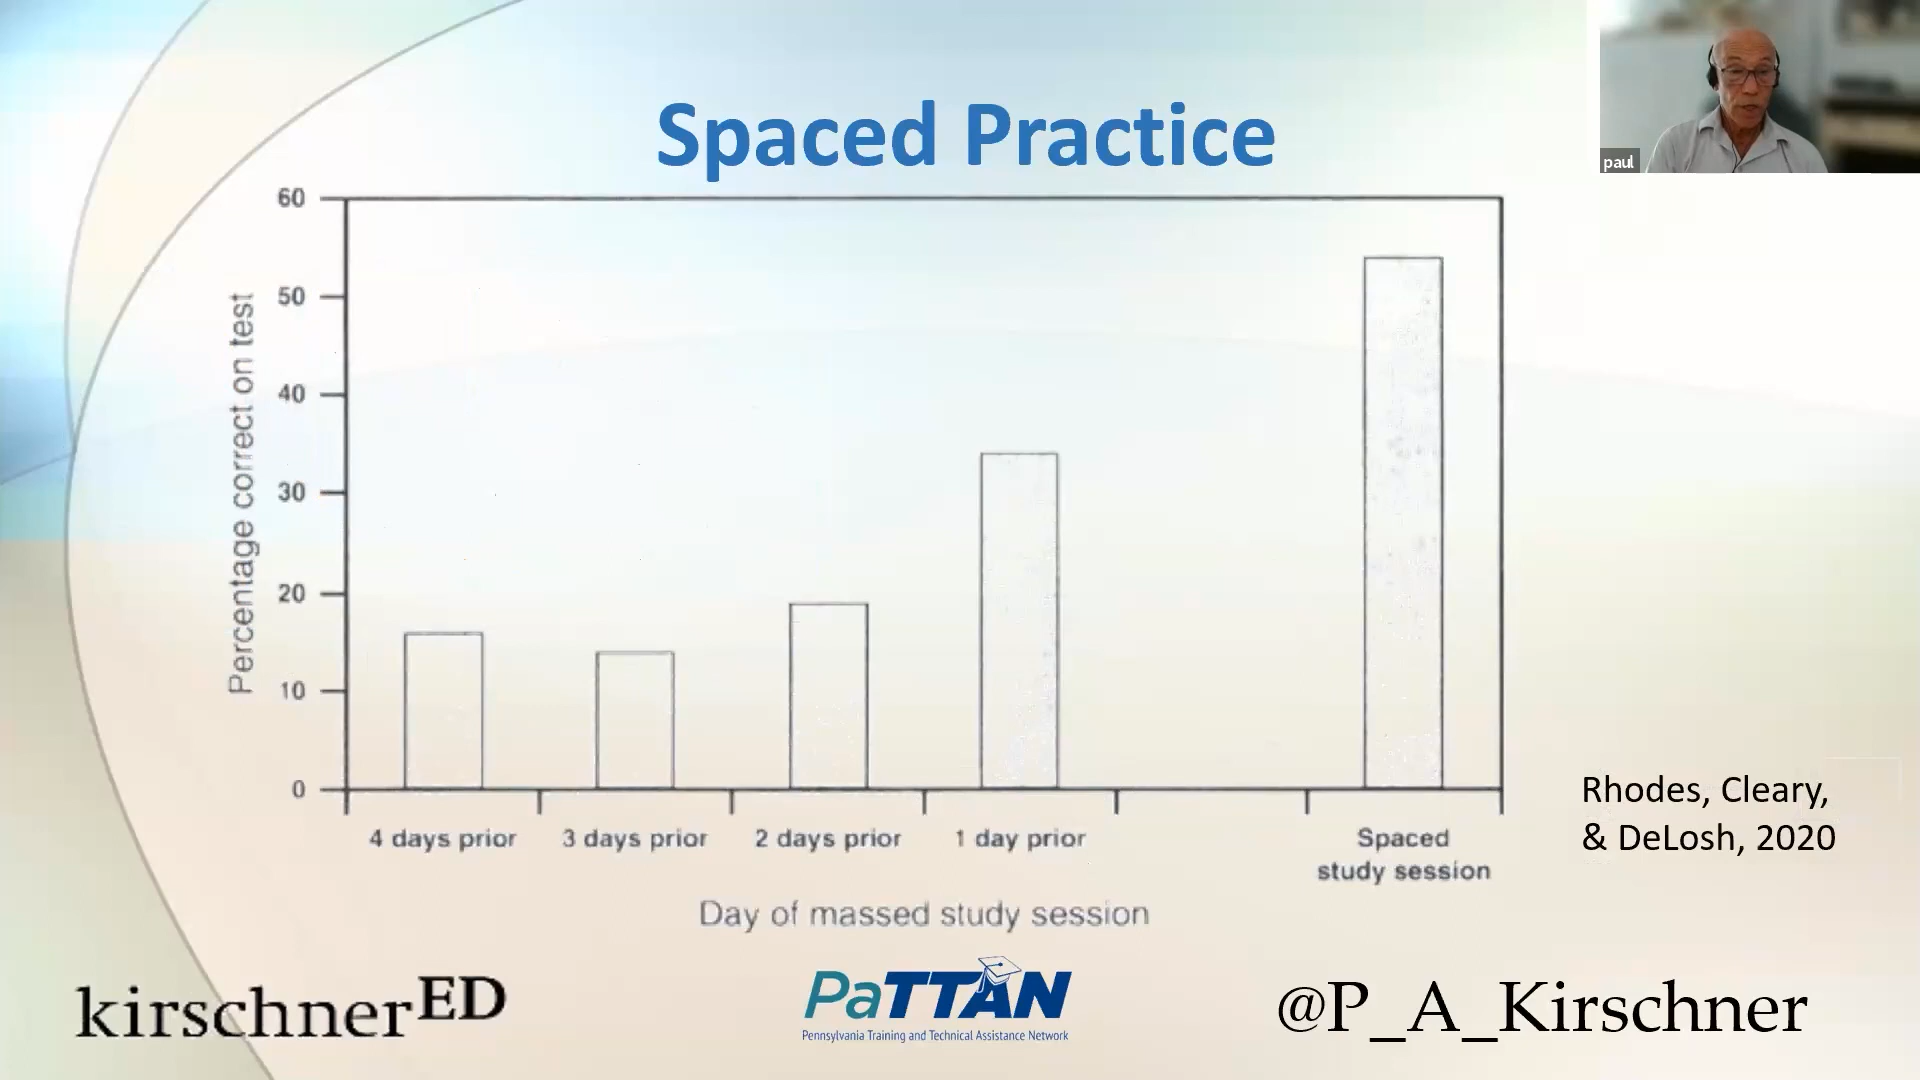 paul
Spaced Practice
Percentage correct on test
60
50
40
30
20
10
0
4 days prior
3 days prior
2 days prior
1 day prior
Spaced
study session
Day of massed study session
Rhodes, Cleary,
& DeLosh, 2020
kirschnerED
PaTTAN
Pennsylvania Training and Technical Assistance Network
@P_A_Kirschner